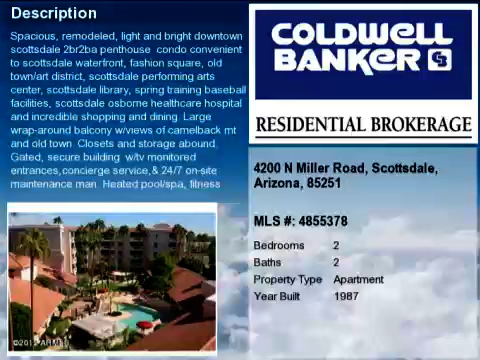 Description
Spacious, remodeled, light and bright downtown
scottsdale 2br2ba penthouse condo convenient
to scottsdale waterfront, fashion square, old
town/art district, scottsdale performing arts
center, scottsdale library, spring training baseball
facilities, scottsdale osborne healthcare hospital
and incredible shopping and dining. Large
wrap-around balcony w/views of camelback mt
and old town. Closets and storage abound.
Gated, secure building w/tv monitored
entrances,concierge service,& 24/7 on-site
maintenance man. Heated pool/spa, fitness
COLDWELL
BANKER CB
RESIDENTIAL BROKERAGE
4200 N Miller Road, Scottsdale,
Arizona, 85251
MLS #: 4855378
Bedrooms 2
Baths 2
Property Type Apartment
Year Built 1987